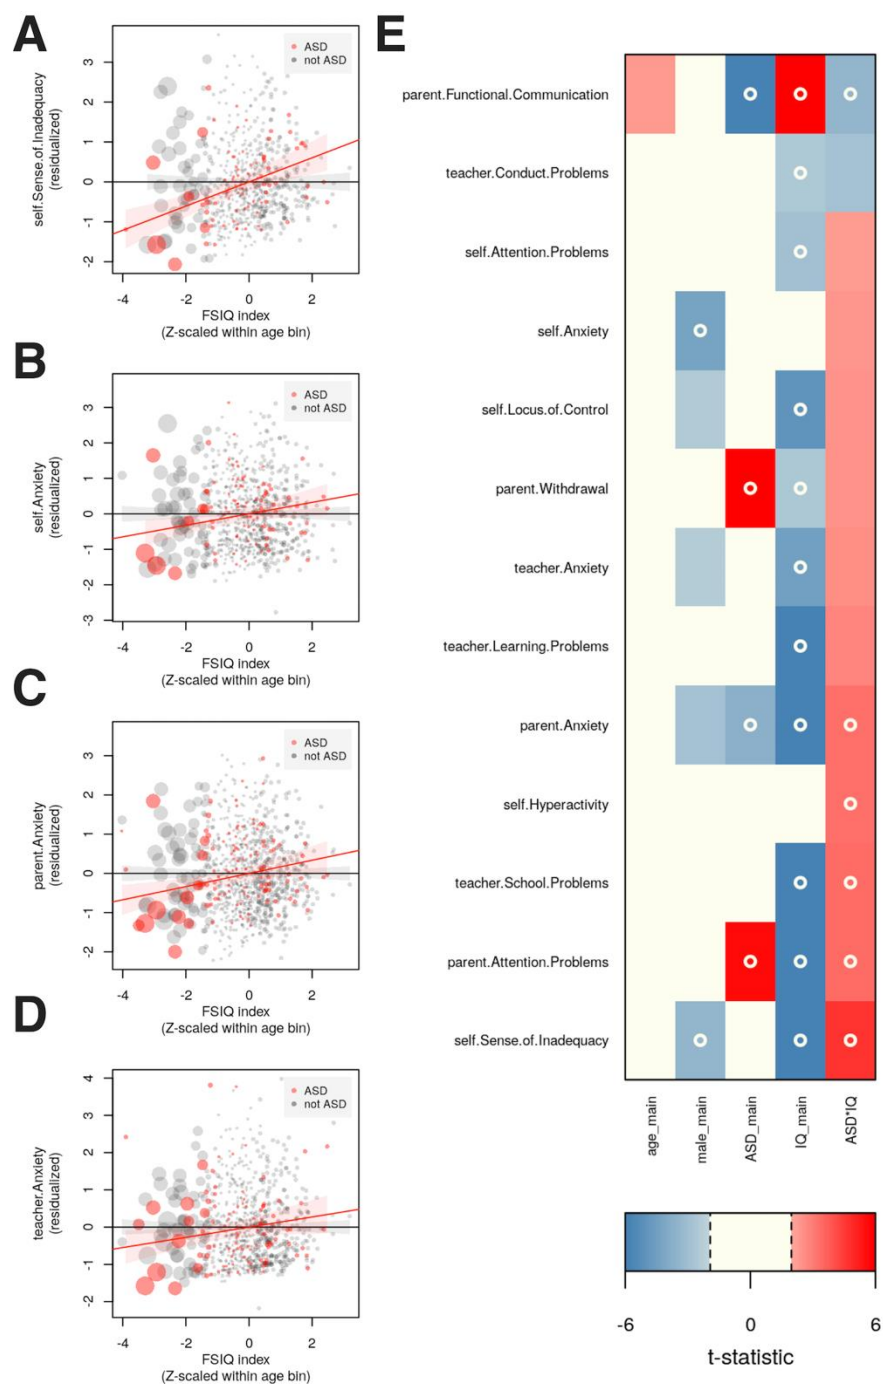 A
self.Sense.of.Inadequacy
(residualized)
3
2
1
0
-1
-2
ASD
not ASD
-4
-2
0
2
FSIQ index
(Z-scaled within age bin)
B
self.Anxiety
(residualized)
3
2
1
0
-1
-2
-3
ASD
not ASD
-4
-2
0
2
FSIQ index
(Z-scaled within age bin)
C
parent.Anxiety
(residualized)
3
2
1
0
-1
-2
ASD
not ASD
-4
-2
0
2
FSIQ index
(Z-scaled within age bin)
D
teacher.Anxiety
(residualized)
4
3
2
1
0
-1
-2
ASD
not ASD
-4
-2
0
2
FSIQ index
(Z-scaled within age bin)
E
parent.Functional.Communication
teacher.Conduct.Problems
self.Attention.Problems
self.Anxiety
self.Locus.of.Control
parent.Withdrawal
teacher.Anxiety
teacher.Learning.Problems
parent.Anxiety
self.Hyperactivity
teacher.School.Problems
parent.Attention.Problems
self.Sense.of.Inadequacy
age_main
male_main
ASD_main
IQ_main
ASD*IQ
-6
0
6
t-statistic